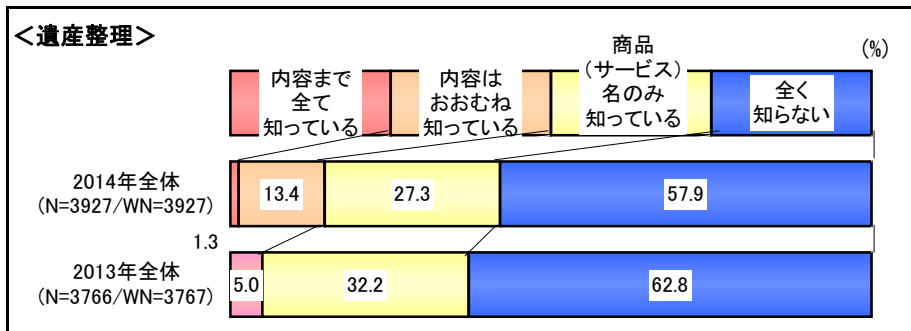 ＜遺産整理＞
(%)
内容まで
全て
知っている
内容は
おおむね
知っている
商品
（サービス）
名のみ
知っている
全く
知らない
2014年全体
(N=3927/WN=3927)
13.4
27.3
57.9
1.3
2013年全体
(N=3766/WN=3767)
5.0
32.2
62.8